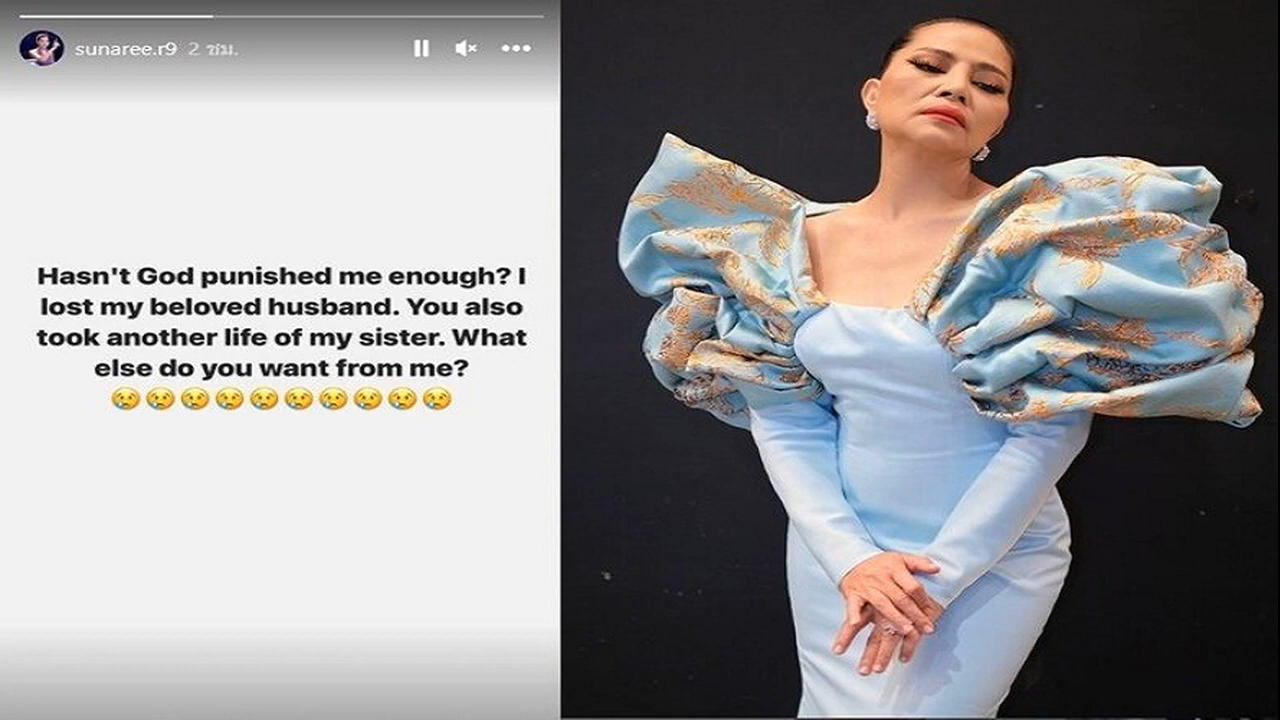 sunaree.r9 2 ชม.
Hasn't God punished me enough? I
lost my beloved husband. You also
took another life of my sister. What
else do you want from me?
😢😢😢😢😢😢😢😢😢😢